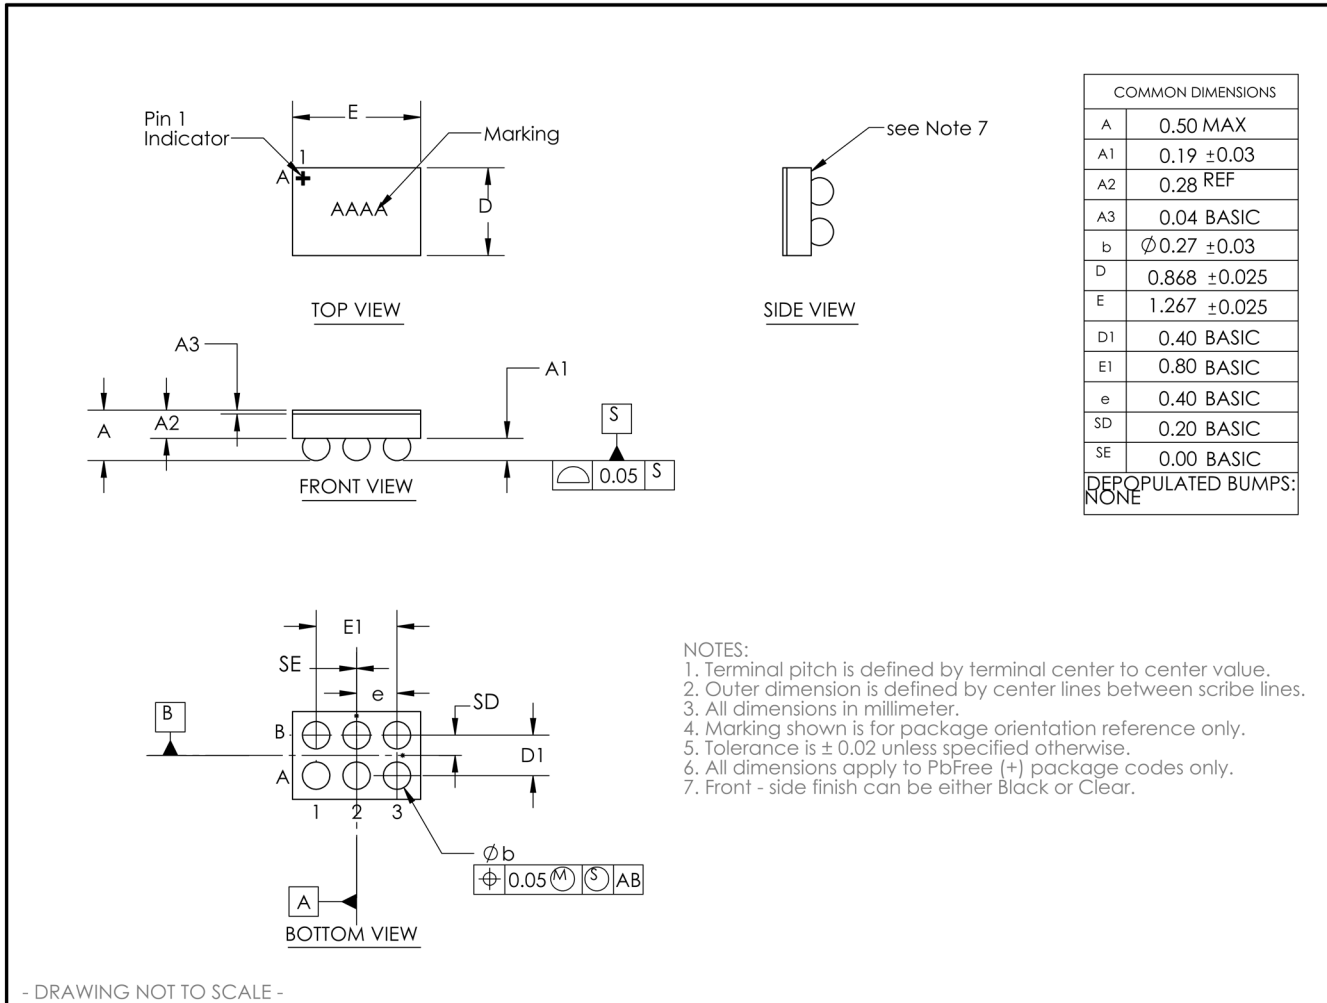 Pin 1
Indicator
E
Marking
1
A
AAAA
D
TOP VIEW
see Note 7
SIDE VIEW
COMMON DIMENSIONS
A 0.50 MAX
A1 0.19 ±0.03
A2 0.28 REF
A3 0.04 BASIC
b Ø0.27 ±0.03
D 0.868 ±0.025
E 1.267 ±0.025
D1 0.40 BASIC
E1 0.80 BASIC
e 0.40 BASIC
SD 0.20 BASIC
SE 0.00 BASIC
DEPOPULATED BUMPS:
NONE
A3
A1
A
A2
S
0.05 S
FRONT VIEW
E1
SE
e
SD
B
B
D1
A
1 2 3
Øb
0.05 M S AB
A
BOTTOM VIEW
NOTES:
1. Terminal pitch is defined by terminal center to center value.
2. Outer dimension is defined by center lines between scribe lines.
3. All dimensions in millimeter.
4. Marking shown is for package orientation reference only.
5. Tolerance is ± 0.02 unless specified otherwise.
6. All dimensions apply to PbFree (+) package codes only.
7. Front - side finish can be either Black or Clear.
- DRAWING NOT TO SCALE -